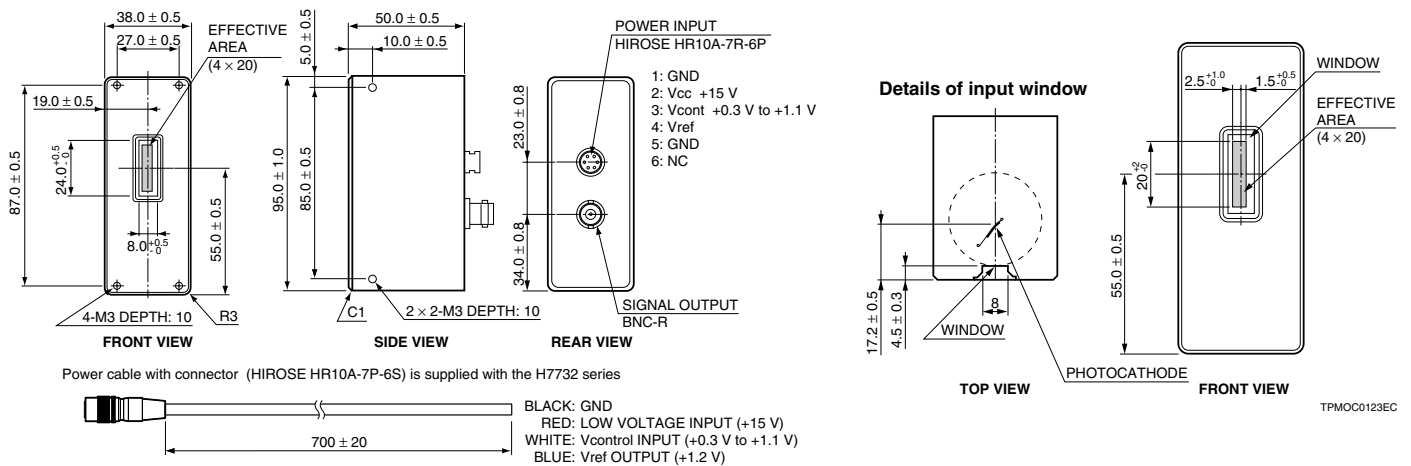 38.0 ± 0.5
27.0 ± 0.5
EFFECTIVE
AREA
(4 × 20)
19.0 ± 0.5
87.0 ± 0.5
24.0 +0.5 -0
8.0 +0.5 -0
55.0 ± 0.5
4-M3 DEPTH: 10
R3
FRONT VIEW
50.0 ± 0.5
10.0 ± 0.5
5.0 ± 0.5
95.0 ± 1.0
85.0 ± 0.5
C1
2 × 2-M3 DEPTH: 10
SIDE VIEW
POWER INPUT
HIROSE HR10A-7R-6P
1: GND
2: Vcc +15 V
3: Vcont +0.3 V to +1.1 V
4: Vref
5: GND
6: NC
23.0 ± 0.8
34.0 ± 0.8
SIGNAL OUTPUT
BNC-R
REAR VIEW
Details of input window
17.2 ± 0.5
4.5 ± 0.3
8
WINDOW
PHOTOCATHODE
TOP VIEW
2.5 +1.0 -0
1.5 +0.5 -0
WINDOW
EFFECTIVE
AREA
(4 × 20)
20 +2 -0
55.0 ± 0.5
FRONT VIEW
Power cable with connector (HIROSE HR10A-7P-6S) is supplied with the H7732 series
700 ± 20
BLACK: GND
RED: LOW VOLTAGE INPUT (+15 V)
WHITE: Vcontrol INPUT (+0.3 V to +1.1 V)
BLUE: Vref OUTPUT (+1.2 V)
TPMOC0123EC